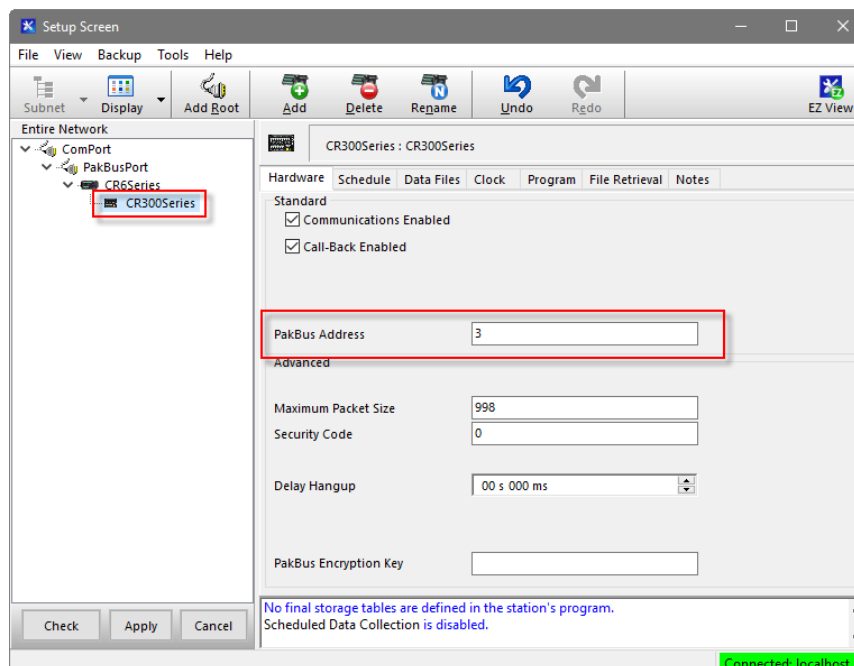 Setup Screen
File View Backup Tools Help
Subnet Display Add Root Add Delete Rename Undo Redo EZ View
Entire Network
ComPort
PakBusPort
CR6Series
CR300Series
CR300Series : CR300Series
Hardware Schedule Data Files Clock Program File Retrieval Notes
Standard
Communications Enabled
Call-Back Enabled
PakBus Address 3
Advanced
Maximum Packet Size 998
Security Code 0
Delay Hangup 00 s 000 ms
PakBus Encryption Key
No final storage tables are defined in the station's program.
Scheduled Data Collection is disabled.
Check Apply Cancel
Connected: localhost